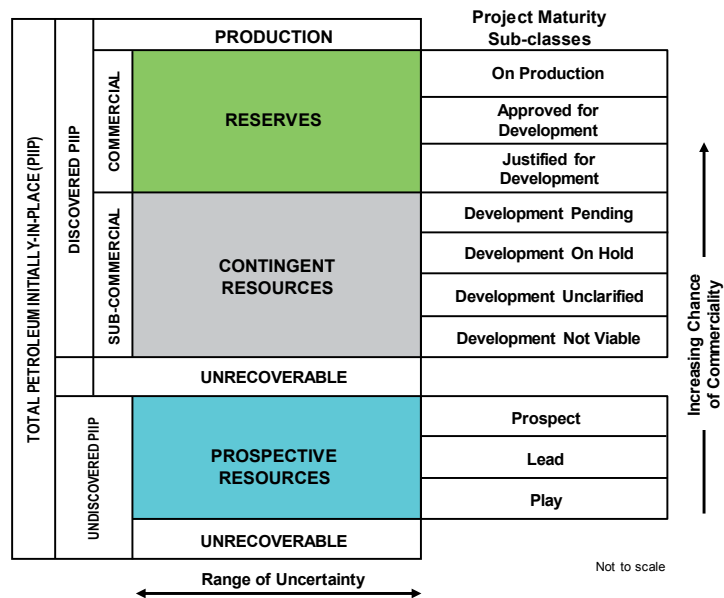 PRODUCTION
Project Maturity
Sub-classes
TOTAL PETROLEUM INITIALLY-IN-PLACE (PIIP)
DISCOVERED PIIP
COMMERCIAL
RESERVES
On Production
Approved for
Development
Justified for
Development
SUB-COMMERCIAL
CONTINGENT
RESOURCES
Development Pending
Development On Hold
Development Unclarified
Development Not Viable
UNRECOVERABLE
UNDISCOVERED PIIP
PROSPECTIVE
RESOURCES
Prospect
Lead
Play
UNRECOVERABLE
Increasing Chance
of Commerciality
Not to scale
Range of Uncertainty